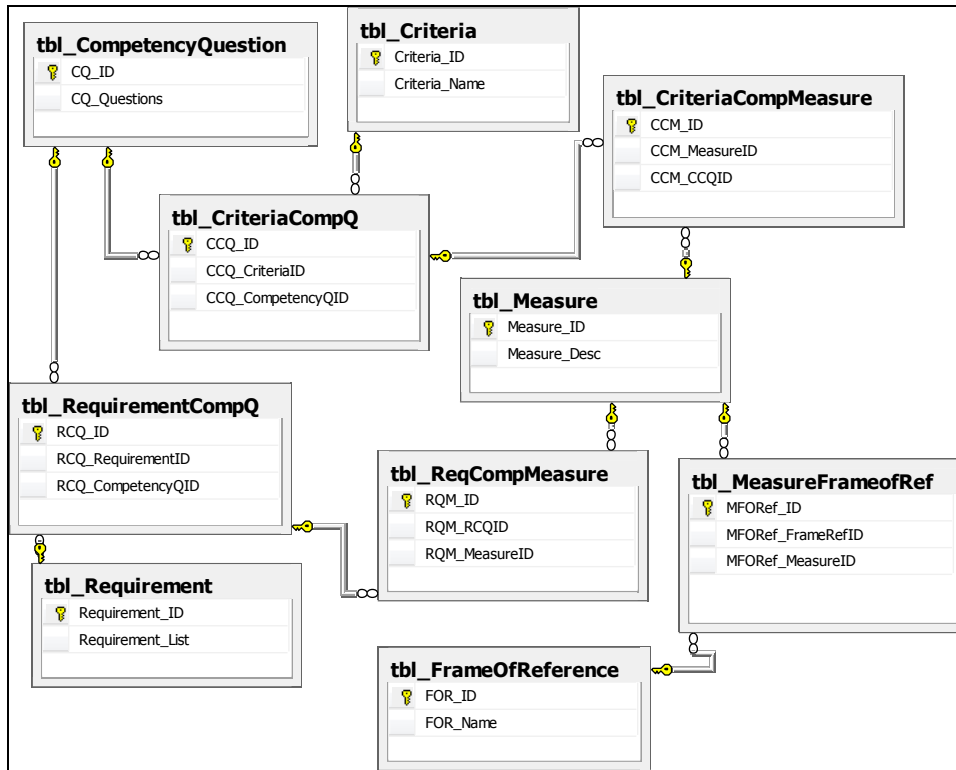 tbl_CompetencyQuestion
CQ_ID
CQ_Questions
tbl_Criteria
Criteria_ID
Criteria_Name
tbl_CriteriaCompMeasure
CCM_ID
CCM_MeasureID
CCM_CCQID
tbl_CriteriaCompQ
CCQ_ID
CCQ_CriteriaID
CCQ_CompetencyQID
tbl_Measure
Measure_ID
Measure_Desc
tbl_RequirementCompQ
RCQ_ID
RCQ_RequirementID
RCQ_CompetencyQID
tbl_ReqCompMeasure
RQM_ID
RQM_RCQID
RQM_MeasureID
tbl_MeasureFrameofRef
MFORef_ID
MFORef_FrameRefID
MFORef_MeasureID
tbl_Requirement
Requirement_ID
Requirement_List
tbl_FrameOfReference
FOR_ID
FOR_Name